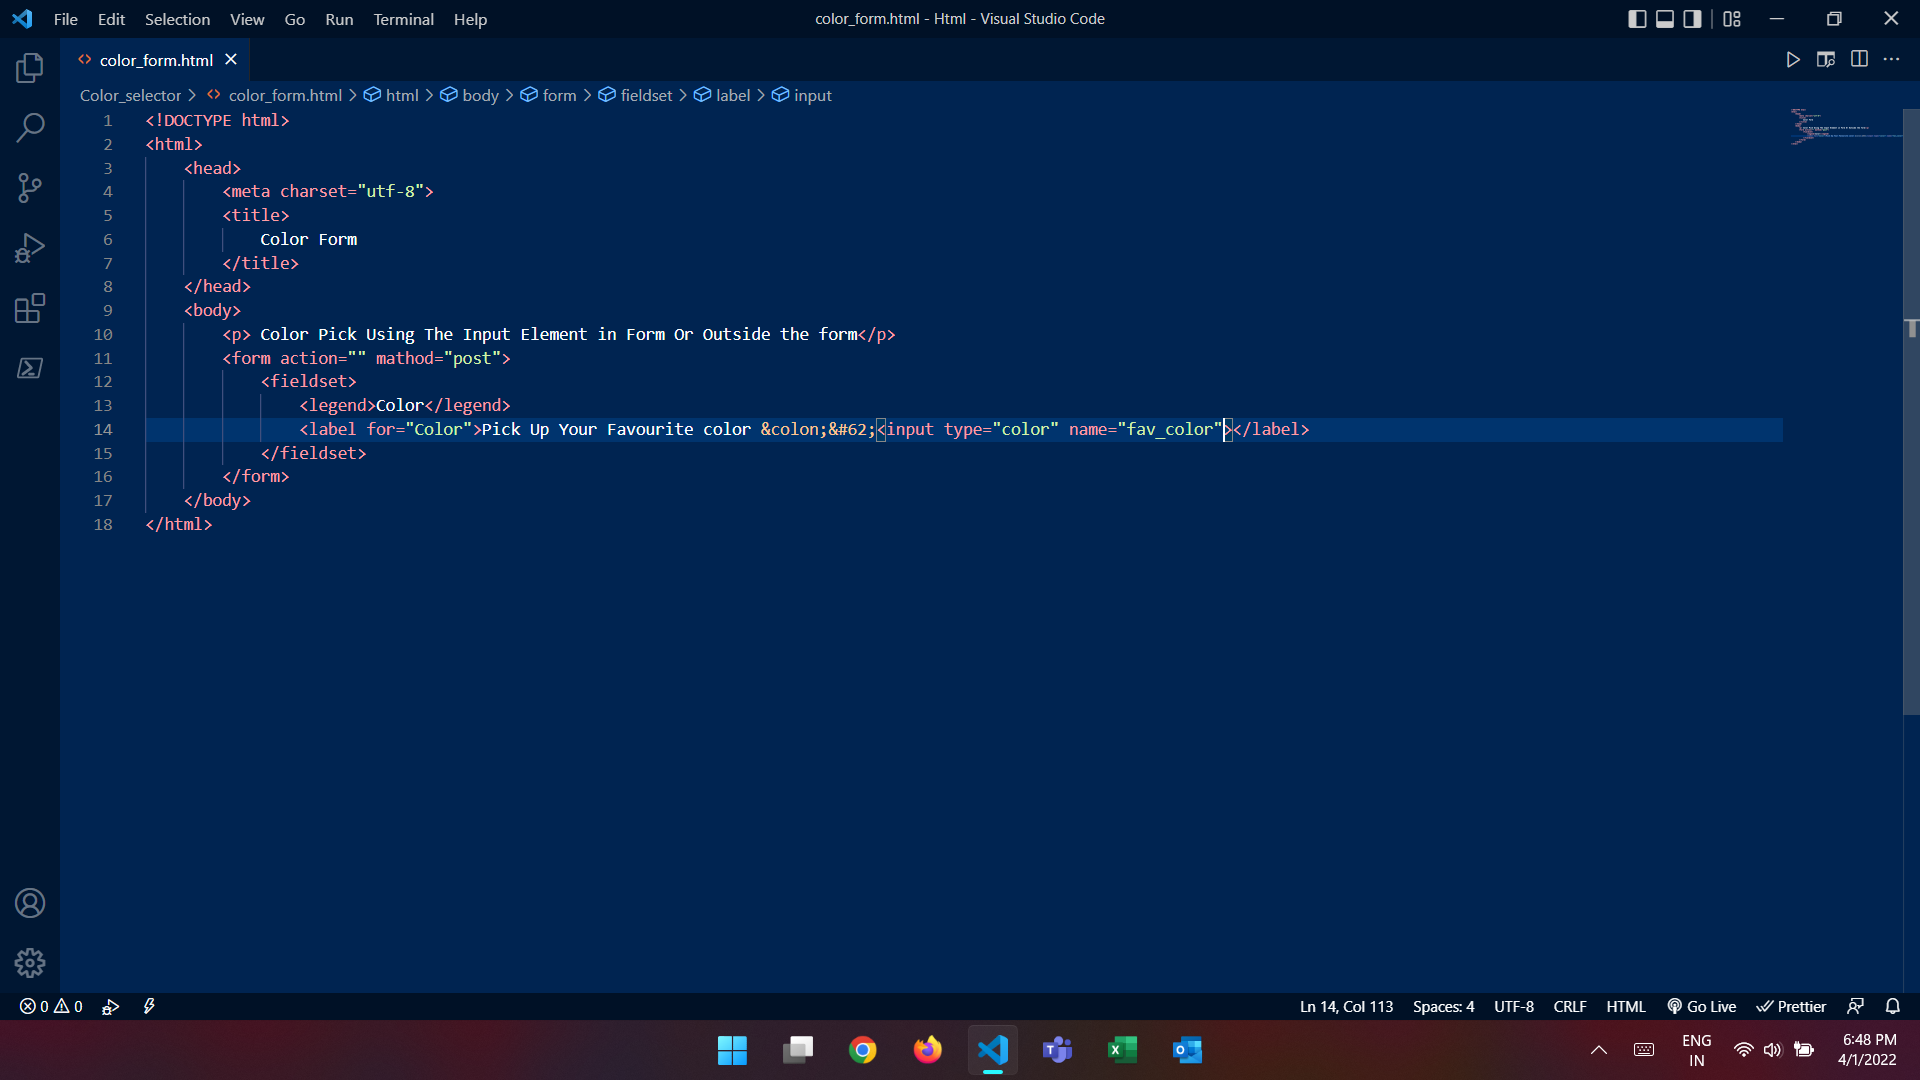 File Edit Selection View Go Run Terminal Help
color_form.html - Html - Visual Studio Code
color_form.html
Color_selector > color_form.html > html > body > form > fieldset > label > input
1 <!DOCTYPE html>
2 <html>
3 <head>
4 <meta charset="utf-8">
5 <title>
6 Color Form
7 </title>
8 </head>
9 <body>
10 <p> Color Pick Using The Input Element in Form Or Outside the form</p>
11 <form action="" mathod="post">
12 <fieldset>
13 <legend>Color</legend>
14 <label for="Color">Pick Up Your Favourite color &colon;&#62;<input type="color" name="fav_color"></label>
15 </fieldset>
16 </form>
17 </body>
18 </html>
0 0
Ln 14, Col 113 Spaces: 4 UTF-8 CRLF HTML Go Live Prettier
ENG
IN
6:48 PM
4/1/2022